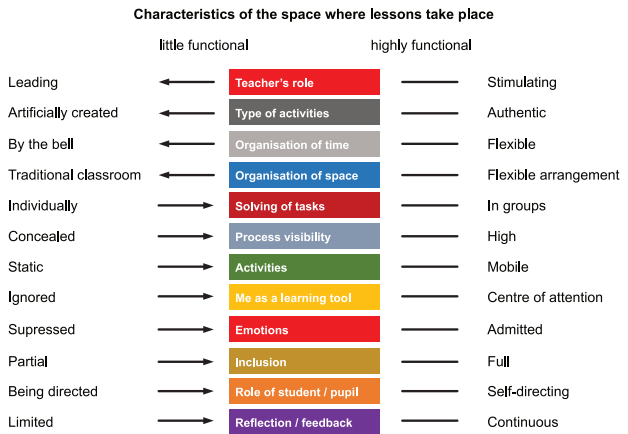 Characteristics of the space where lessons take place
little functional highly functional
Leading Teacher's role Stimulating
Artificially created Type of activities Authentic
By the bell Organisation of time Flexible
Traditional classroom Organisation of space Flexible arrangement
Individually Solving of tasks In groups
Concealed Process visibility High
Static Activities Mobile
Ignored Me as a learning tool Centre of attention
Supressed Emotions Admitted
Partial Inclusion Full
Being directed Role of student / pupil Self-directing
Limited Reflection / feedback Continuous